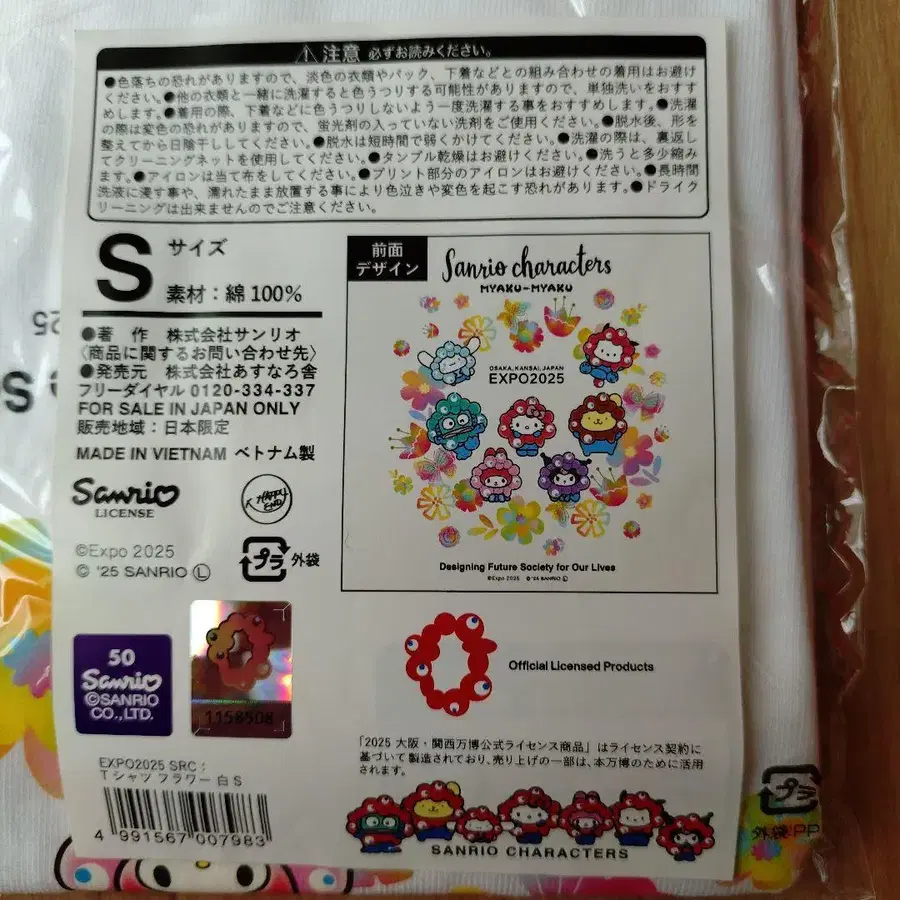 ⚠ 注意 必ずお読みください。
●色落ちの恐れがありますので、淡色の衣類やバック、下着などとの組み合わせの着用はお避け
ください。●他の衣類と一緒に洗濯すると色うつりする可能性がありますので、単独洗いをおすす
めします。●着用の際、下着などに色うつりしないよう一度洗濯する事をおすすめします。●洗濯
の際は変色の恐れがありますので、蛍光剤の入っていない洗剤をご使用ください。●脱水後、形を
整えてから日陰干ししてください。●脱水は短時間で弱くかけてください。●洗濯の際は、裏返し
てクリーニングネットを使用してください。●タンブル乾燥はお避けください。●洗うと多少縮み
ます。●アイロンは当て布をしてください。●プリント部分のアイロンはお避けください。●長時間
洗液に浸す事や、濡れたまま放置する事により色泣きや変色を起こす恐れがあります。●ドライク
リーニングは出来ませんのでご注意ください。
S サイズ
素材：綿100%
●著　作　株式会社サンリオ
〈商品に関するお問い合わせ先〉
●発売元　株式会社あすなろ舎
フリーダイヤル 0120-334-337
FOR SALE IN JAPAN ONLY
販売地域：日本限定
MADE IN VIETNAM ベトナム製
Sanrio
LICENSE
HAPPY END!
©Expo 2025
© '25 SANRIO Ⓛ
プラ 外袋
50
Sanrio
©SANRIO
CO.,LTD.
1158508
EXPO2025 SRC：
Tシャツ フラワー 白 S
4 991567 007983
前面
デザイン
Sanrio characters
MYAKU-MYAKU
OSAKA, KANSAI, JAPAN
EXPO2025
Designing Future Society for Our Lives
©Expo 2025 © '25 SANRIO Ⓛ
Official Licensed Products
「2025 大阪・関西万博公式ライセンス商品」はライセンス契約に
基づいて製造されており、売り上げの一部は、本万博のために活用
されます。
SANRIO CHARACTERS
プラ
外袋:PP